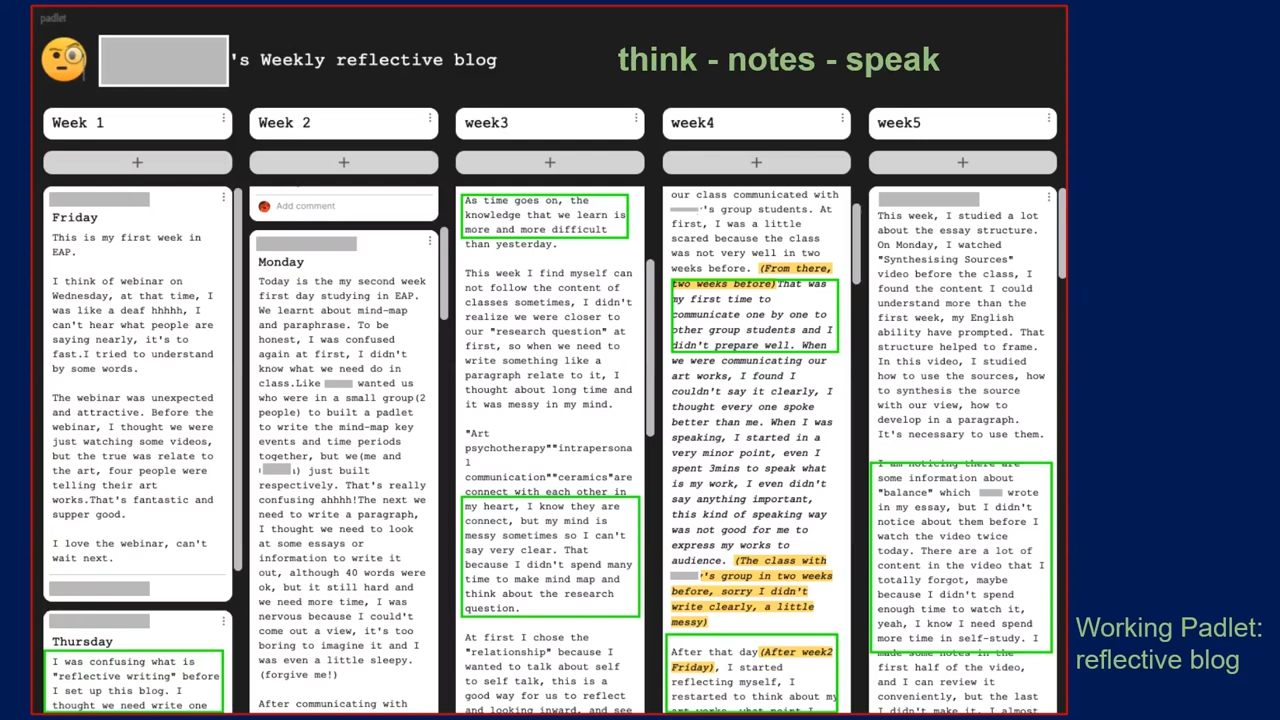 padlet
's Weekly reflective blog
think - notes - speak
Week 1
Week 2
week3
week4
week5
+
+
+
+
+
Friday
This is my first week in
EAP.
I think of webinar on
Wednesday, at that time, I
was like a deaf hhhhh, I
can't hear what people are
saying nearly, it's to
fast.I tried to understand
by some words.
The webinar was unexpected
and attractive. Before the
webinar, I thought we were
just watching some videos,
but the true was relate to
the art, four people were
telling their art
works.That's fantastic and
supper good.
I love the webinar, can't
wait next.
Thursday
I was confusing what is
"reflective writing" before
I set up this blog. I
thought we need write one
Add comment
Monday
Today is the my second week
first day studying in EAP.
We learnt about mind-map
and paraphrase. To be
honest, I was confused
again at first, I didn't
know what we need do in
class.Like wanted us
who were in a small group(2
people) to built a padlet
to write the mind-map key
events and time periods
together, but we(me and
) just built
respectively. That's really
confusing ahhhh!The next we
need to write a paragraph,
I thought we need to look
at some essays or
information to write it
out, although 40 words were
ok, but it still hard and
we need more time, I was
nervous because I could't
come out a view, it's too
boring to imagine it and I
was even a little sleepy.
(forgive me!)
After communicating with
As time goes on, the
knowledge that we learn is
more and more difficult
than yesterday.
This week I find myself can
not follow the content of
classes sometimes, I didn't
realize we were closer to
our "research question" at
first, so when we need to
write something like a
paragraph relate to it, I
thought about long time and
it was messy in my mind.
"Art
psychotherapy""intrapersona
l
communication""ceramics"are
connect with each other in
my heart, I know they are
connect, but my mind is
messy sometimes so I can't
say very clear. That
because I didn't spend many
time to make mind map and
think about the research
question.
At first I chose the
"relationship" because I
wanted to talk about self
to self talk, this is a
good way for us to reflect
and looking inward, and see
our class communicated with
's group students. At
first, I was a little
scared because the class
was not very well in two
weeks before. (From there,
two weeks before)That was
my first time to
communicate one by one to
other group students and I
didn't prepare well. When
we were communicating our
art works, I found I
couldn't say it clearly, I
thought every one spoke
better than me. When I was
speaking, I started in a
very minor point, even I
spent 3mins to speak what
is my work, I even didn't
say anything important,
this kind of speaking way
was not good for me to
express my works to
audience. (The class with
's group in two weeks
before, sorry I didn't
write clearly, a little
messy)
After that day(After week2
Friday), I started
reflecting myself, I
restarted to think about my
art works, what point I
This week, I studied a lot
about the essay structure.
On Monday, I watched
"Synthesising Sources"
video before the class, I
found the content I could
understand more than the
first week, my English
ability have prompted. That
structure helped to frame.
In this video, I studied
how to use the sources, how
to synthesis the source
with our view, how to
develop in a paragraph.
It's necessary to use them.
I am noticing there are
some information about
"balance" which wrote
in my essay, but I didn't
notice about them before I
watch the video twice
today. There are a lot of
content in the video that I
totally forgot, maybe
because I didn't spend
enough time to watch it,
yeah, I know I need spend
more time in self-study. I
made some notes in the
first half of the video,
and I can review it
conveniently, but the last
I didn't make it. I almost
Working Padlet:
reflective blog